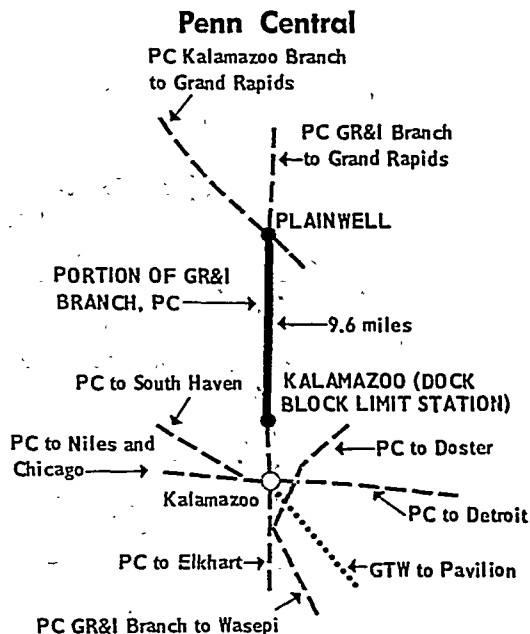 Penn Central
PC Kalamazoo Branch
to Grand Rapids
PC GR&I Branch
to Grand Rapids
PLAINWELL
PORTION OF GR&I
BRANCH, PC
9.6 miles
PC to South Haven
KALAMAZOO (DOCK
BLOCK LIMIT STATION)
PC to Niles and
Chicago
PC to Doster
Kalamazoo
PC to Detroit
PC to Elkhart
GTW to Pavilion
PC GR&I Branch to Wasepi